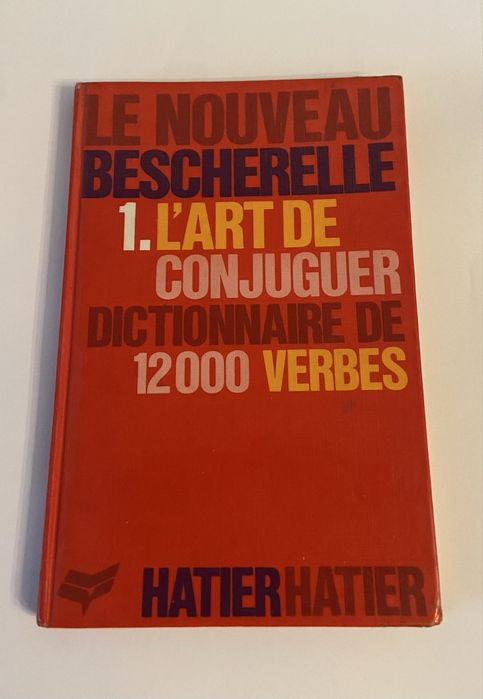 LE NOUVEAU
BESCHERELLE
1. L'ART DE
CONJUGUER
DICTIONNAIRE DE
12000 VERBES
HATIER HATIER